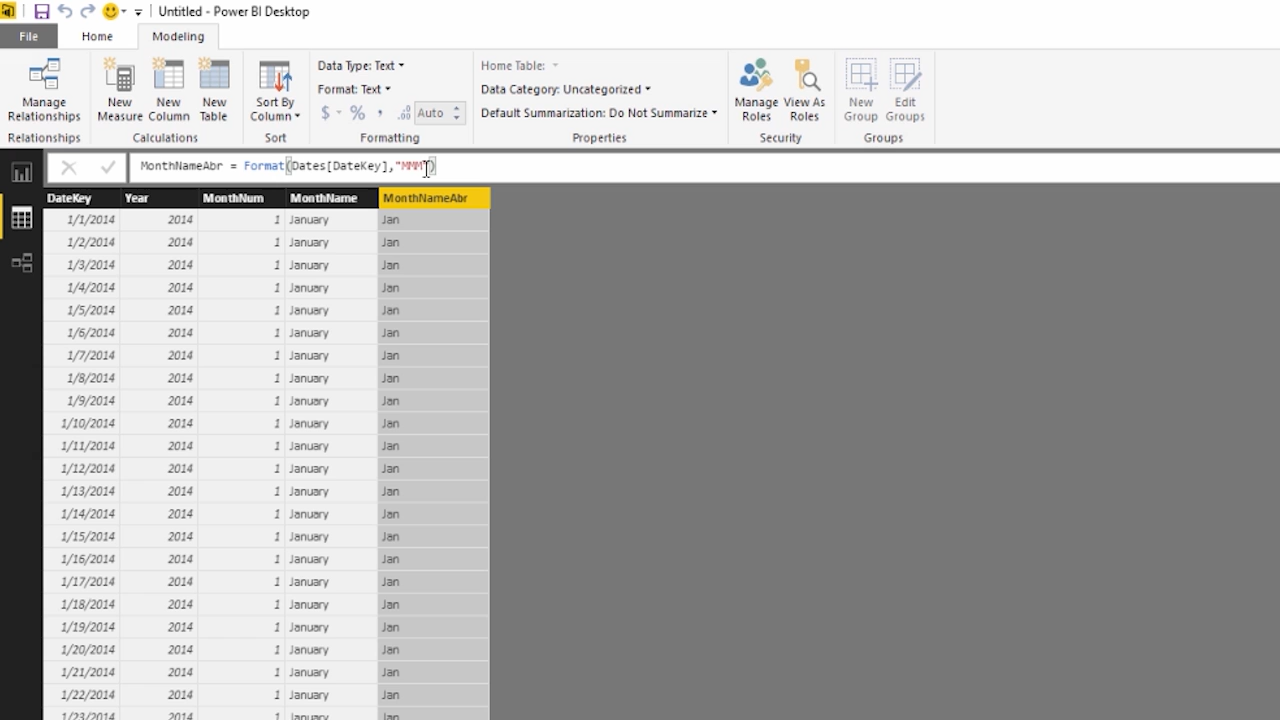 Untitled - Power BI Desktop
File Home Modeling
Data Type: Text
Home Table:
Format: Text
Data Category: Uncategorized
$ % , .00 Auto
Default Summarization: Do Not Summarize
Manage Relationships
New Measure
New Column
New Table
Sort By Column
Manage Roles
View As Roles
New Group
Edit Groups
Relationships Calculations Sort Formatting Properties Security Groups
MonthNameAbr = Format(Dates[DateKey],"MMM")
DateKey Year MonthNum MonthName MonthNameAbr
1/1/2014 2014 1 January Jan
1/2/2014 2014 1 January Jan
1/3/2014 2014 1 January Jan
1/4/2014 2014 1 January Jan
1/5/2014 2014 1 January Jan
1/6/2014 2014 1 January Jan
1/7/2014 2014 1 January Jan
1/8/2014 2014 1 January Jan
1/9/2014 2014 1 January Jan
1/10/2014 2014 1 January Jan
1/11/2014 2014 1 January Jan
1/12/2014 2014 1 January Jan
1/13/2014 2014 1 January Jan
1/14/2014 2014 1 January Jan
1/15/2014 2014 1 January Jan
1/16/2014 2014 1 January Jan
1/17/2014 2014 1 January Jan
1/18/2014 2014 1 January Jan
1/19/2014 2014 1 January Jan
1/20/2014 2014 1 January Jan
1/21/2014 2014 1 January Jan
1/22/2014 2014 1 January Jan
1/23/2014 2014 1 January Jan